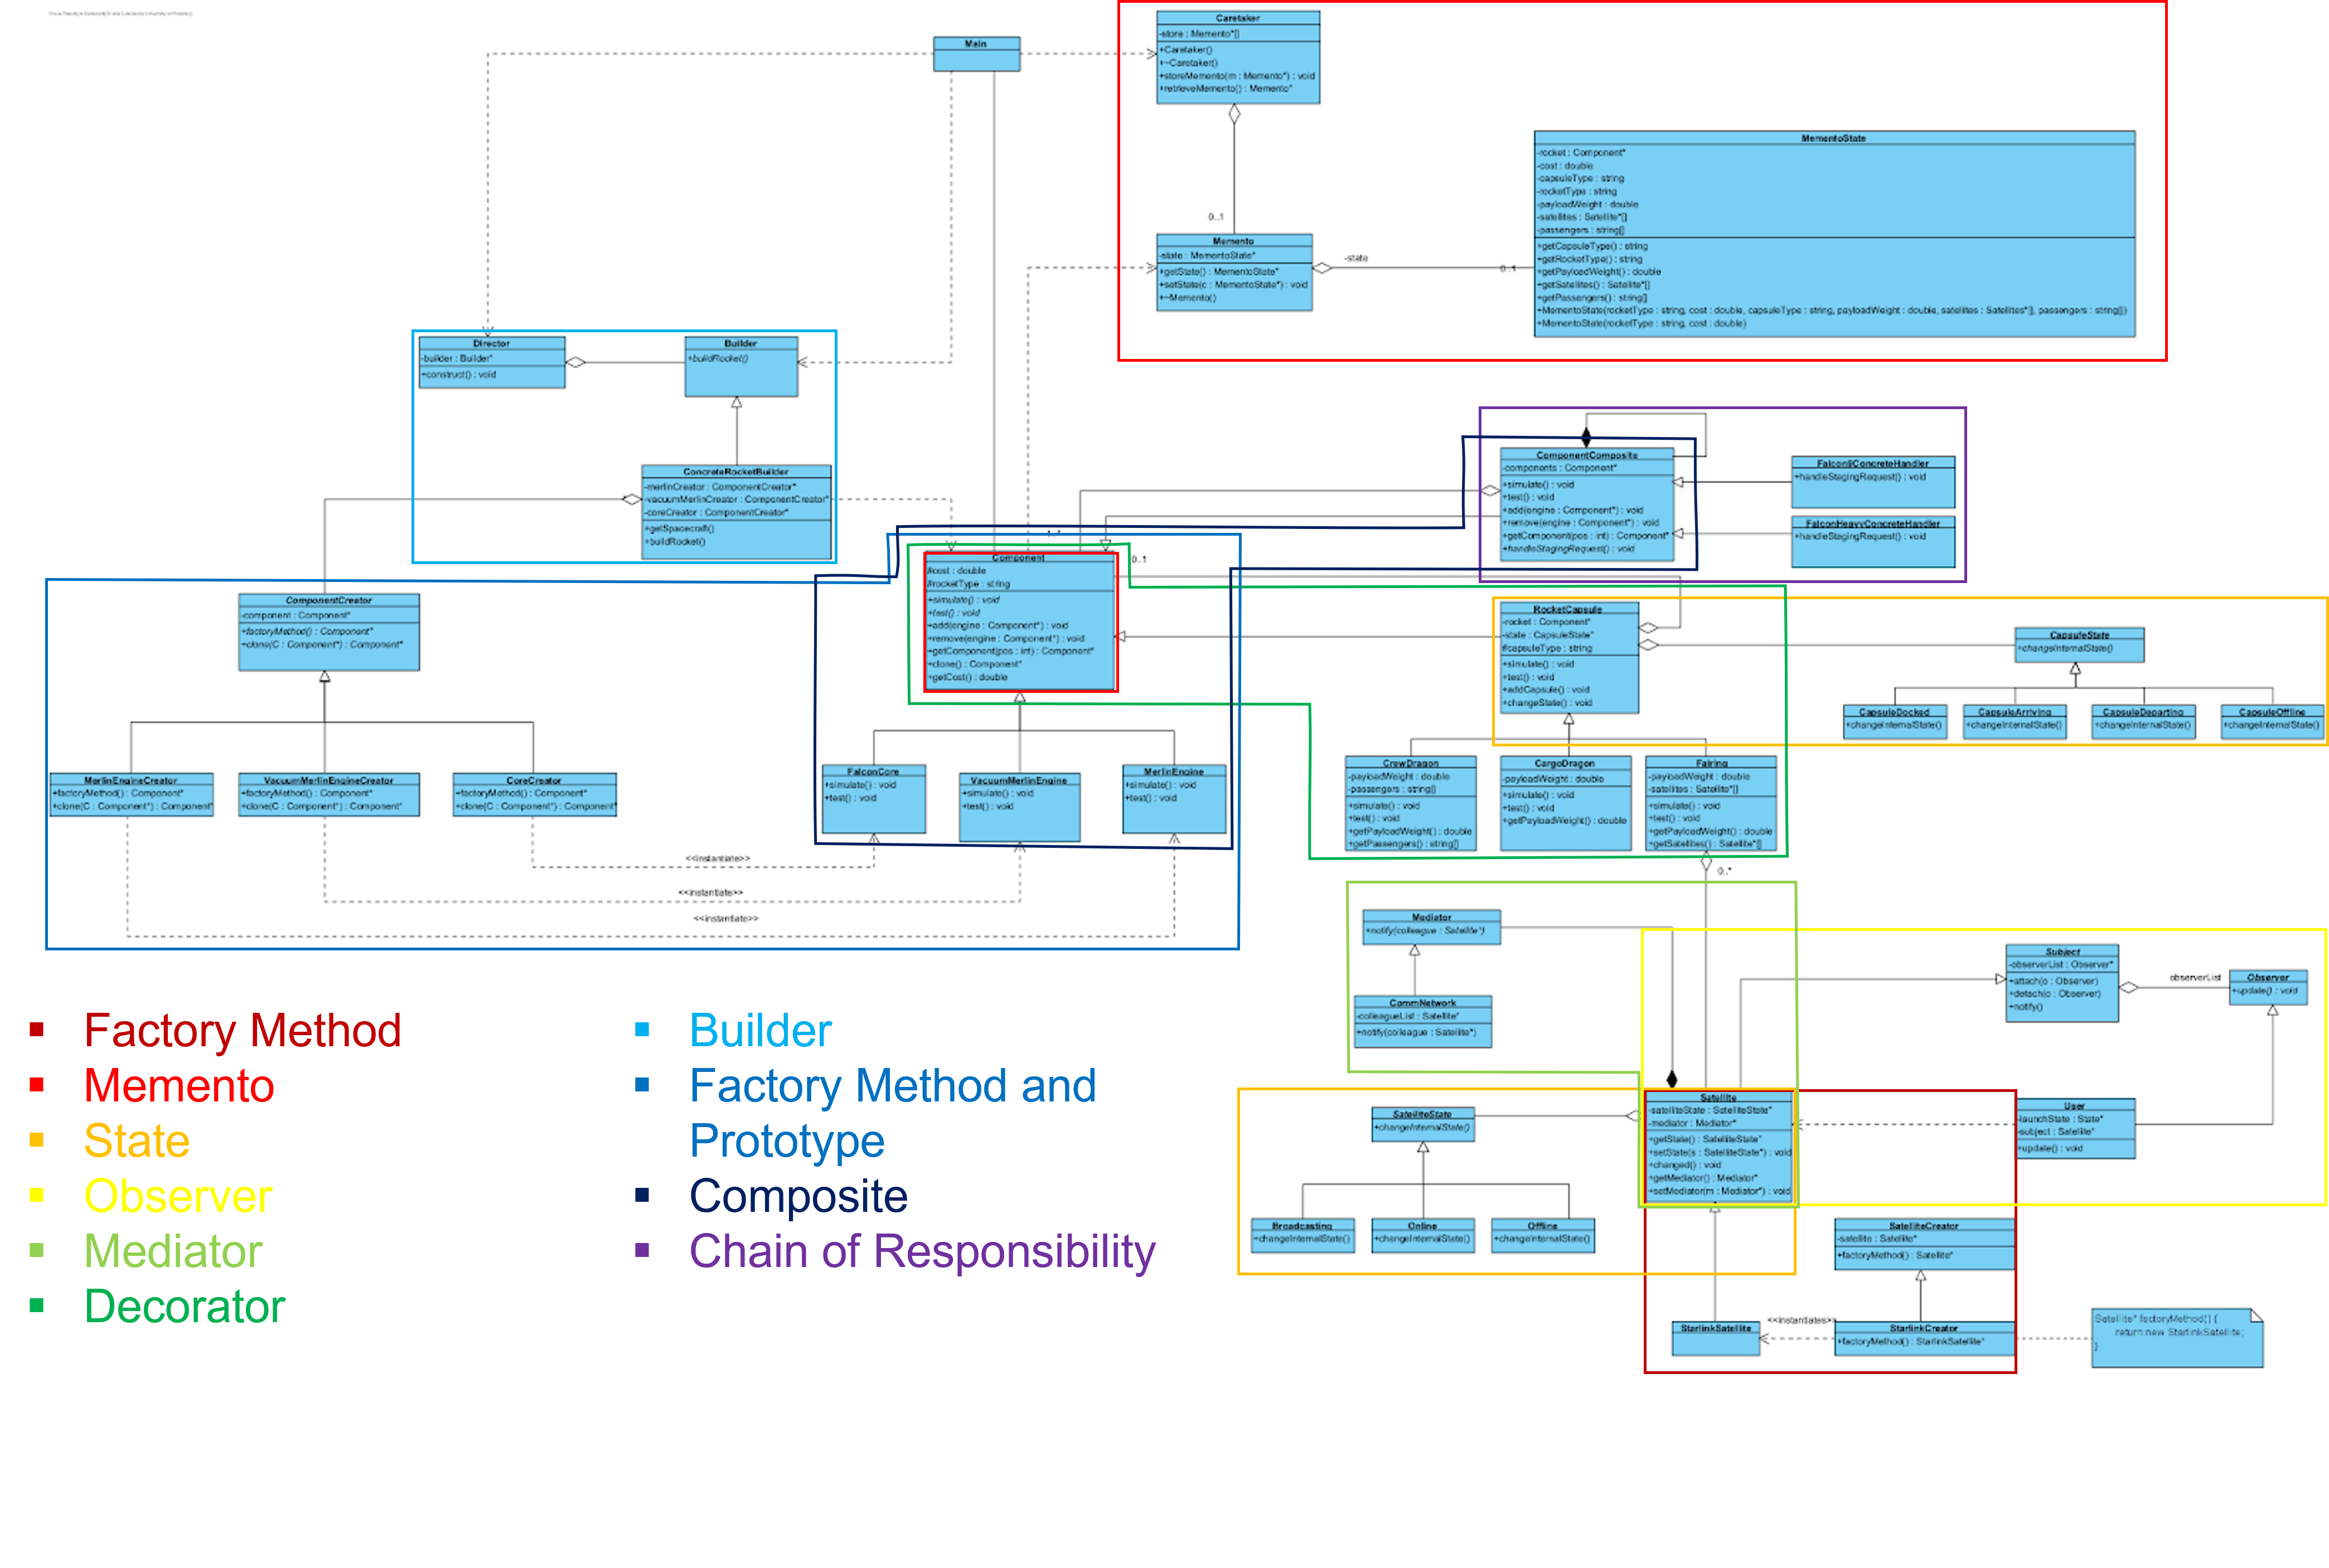 Main
Caretaker
-store : Memento*[]
+Caretaker()
+~Caretaker()
+storeMemento(m : Memento*) : void
+retrieveMemento() : Memento*
MementoState
-rocket : Component*
-cost : double
-capsuleType : string
-rocketType : string
-payloadWeight : double
-satellites : Satellite*[]
-passengers : string[]
+getCapsuleType() : string
+getRocketType() : string
+getPayloadWeight() : double
+getSatellites() : Satellite*[]
+getPassengers() : string[]
+MementoState(rocketType : string, cost : double, capsuleType : string, payloadWeight : double, satellites : Satellites*[], passengers : string[])
+MementoState(rocketType : string, cost : double)
0..1
Memento
-state : MementoState*
+getState() : MementoState*
+setState(c : MementoState*) : void
+~Memento()
-state
0..1
Director
-builder : Builder*
+construct() : void
Builder
+buildRocket()
ConcreteRocketBuilder
-merlinCreator : ComponentCreator*
-vacuumMerlinCreator : ComponentCreator*
-coreCreator : ComponentCreator*
+getSpacecraft()
+buildRocket()
ComponentComposite
-components : Component*
+simulate() : void
+test() : void
+add(engine : Component*) : void
+remove(engine : Component*) : void
+getComponent(pos : int) : Component*
+handleStagingRequest() : void
Falcon9ConcreteHandler
+handleStagingRequest() : void
FalconHeavyConcreteHandler
+handleStagingRequest() : void
0..1
Component
#cost : double
#rocketType : string
+simulate() : void
+test() : void
+add(engine : Component*) : void
+remove(engine : Component*) : void
+getComponent(pos : int) : Component*
+clone() : Component*
+getCost() : double
ComponentCreator
-component : Component*
+factoryMethod() : Component*
+clone(C : Component*) : Component*
RocketCapsule
-rocket : Component*
-state : CapsuleState*
#capsuleType : string
+simulate() : void
+test() : void
+addCapsule() : void
+changeState() : void
CapsuleState
+changeInternalState()
CapsuleDocked
+changeInternalState()
CapsuleArriving
+changeInternalState()
CapsuleDeparting
+changeInternalState()
CapsuleOffline
+changeInternalState()
MerlinEngineCreator
+factoryMethod() : Component*
+clone(C : Component*) : Component*
VacuumMerlinEngineCreator
+factoryMethod() : Component*
+clone(C : Component*) : Component*
CoreCreator
+factoryMethod() : Component*
+clone(C : Component*) : Component*
FalconCore
+simulate() : void
+test() : void
VacuumMerlinEngine
+simulate() : void
+test() : void
MerlinEngine
+simulate() : void
+test() : void
CrewDragon
-payloadWeight : double
-passengers : string[]
+simulate() : void
+test() : void
+getPayloadWeight() : double
+getPassengers() : string[]
CargoDragon
-payloadWeight : double
+simulate() : void
+test() : void
+getPayloadWeight() : double
Fairing
-payloadWeight : double
-satellites : Satellite*[]
+simulate() : void
+test() : void
+getPayloadWeight() : double
+getSatellites() : Satellite*[]
<<instantiate>>
<<instantiate>>
<<instantiate>>
0..*
Mediator
+notify(colleague : Satellite*)
CommNetwork
-colleagueList : Satellite*
+notify(colleague : Satellite*)
Subject
-observerList : Observer*
+attach(o : Observer)
+detach(o : Observer)
+notify()
observerList
Observer
+update() : void
SatelliteState
+changeInternalState()
Satellite
-satelliteState : SatelliteState*
-mediator : Mediator*
+getState() : SatelliteState*
+setState(s : SatelliteState*) : void
+changed() : void
+getMediator() : Mediator*
+setMediator(m : Mediator*) : void
User
-launchState : State*
-subject : Satellite*
+update() : void
Broadcasting
+changeInternalState()
Online
+changeInternalState()
Offline
+changeInternalState()
SatelliteCreator
-satellite : Satellite*
+factoryMethod() : Satellite*
StarlinkSatellite
<<instantiates>>
StarlinkCreator
+factoryMethod() : StarlinkSatellite*
Satellite* factoryMethod() {
return new StarlinkSatellite;
}
Factory Method
Memento
State
Observer
Mediator
Decorator
Builder
Factory Method and
Prototype
Composite
Chain of Responsibility